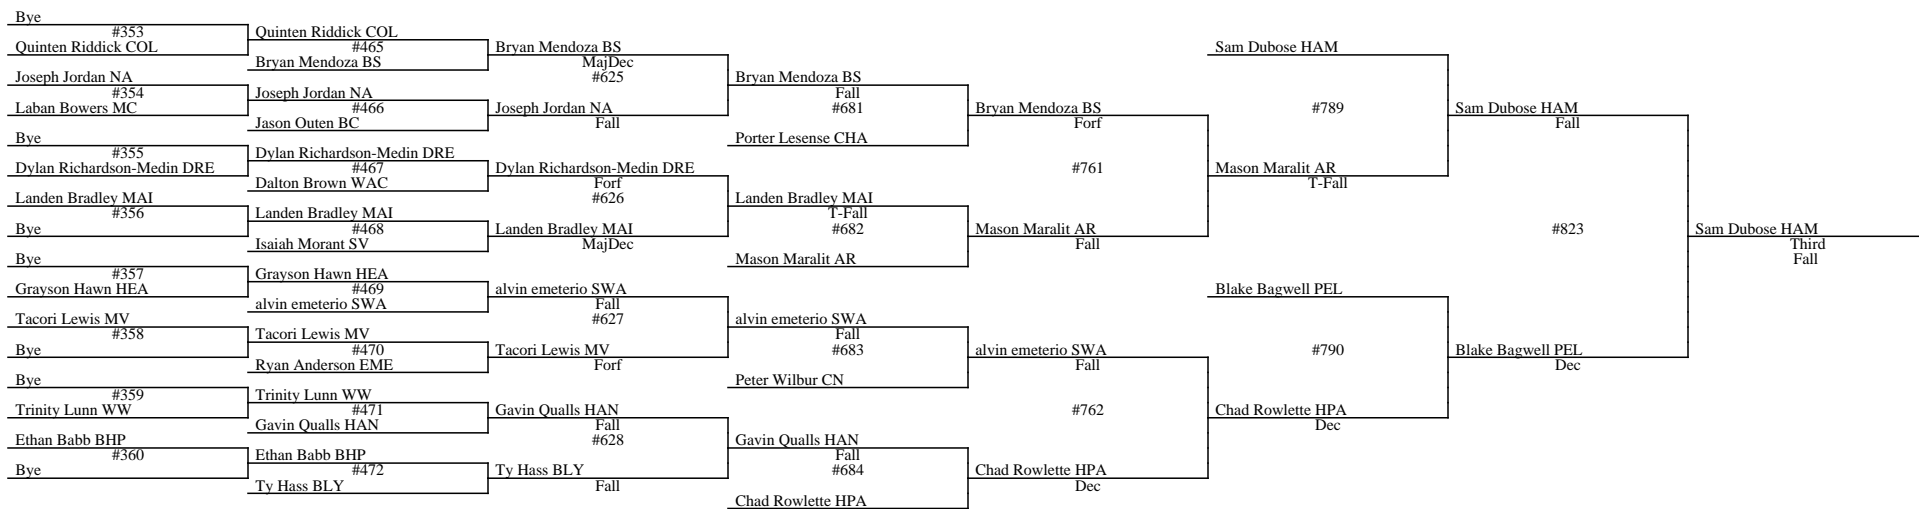 Bye
#353
Quinten Riddick COL
Joseph Jordan NA
#354
Laban Bowers MC
Bye
#355
Dylan Richardson-Medin DRE
Landen Bradley MAI
#356
Bye
Bye
#357
Grayson Hawn HEA
Tacori Lewis MV
#358
Bye
Bye
#359
Trinity Lunn WW
Ethan Babb BHP
#360
Bye
Quinten Riddick COL
#465
Bryan Mendoza BS
Joseph Jordan NA
#466
Jason Outen BC
Dylan Richardson-Medin DRE
#467
Dalton Brown WAC
Landen Bradley MAI
#468
Isaiah Morant SV
Grayson Hawn HEA
#469
alvin emeterio SWA
Tacori Lewis MV
#470
Ryan Anderson EME
Trinity Lunn WW
#471
Gavin Qualls HAN
Ethan Babb BHP
#472
Ty Hass BLY
Bryan Mendoza BS
MajDec
#625
Joseph Jordan NA
Fall
Dylan Richardson-Medin DRE
Forf
#626
Landen Bradley MAI
MajDec
alvin emeterio SWA
Fall
#627
Tacori Lewis MV
Forf
Gavin Qualls HAN
Fall
#628
Ty Hass BLY
Fall
Bryan Mendoza BS
Fall
#681
Porter Lesense CHA
Landen Bradley MAI
T-Fall
#682
Mason Maralit AR
alvin emeterio SWA
Fall
#683
Peter Wilbur CN
Gavin Qualls HAN
Fall
#684
Chad Rowlette HPA
Bryan Mendoza BS
Forf
#761
Mason Maralit AR
Fall
alvin emeterio SWA
Fall
#762
Chad Rowlette HPA
Dec
Sam Dubose HAM
#789
Mason Maralit AR
T-Fall
Blake Bagwell PEL
#790
Chad Rowlette HPA
Dec
Sam Dubose HAM
Fall
#823
Blake Bagwell PEL
Dec
Sam Dubose HAM
Third
Fall